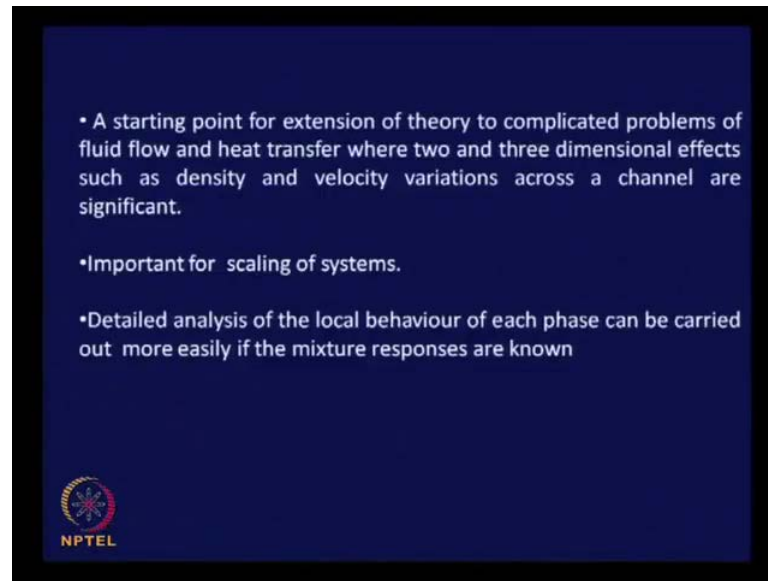 • A starting point for extension of theory to complicated problems of
fluid flow and heat transfer where two and three dimensional effects
such as density and velocity variations across a channel are
significant.
•Important for scaling of systems.
•Detailed analysis of the local behaviour of each phase can be carried
out more easily if the mixture responses are known
NPTEL